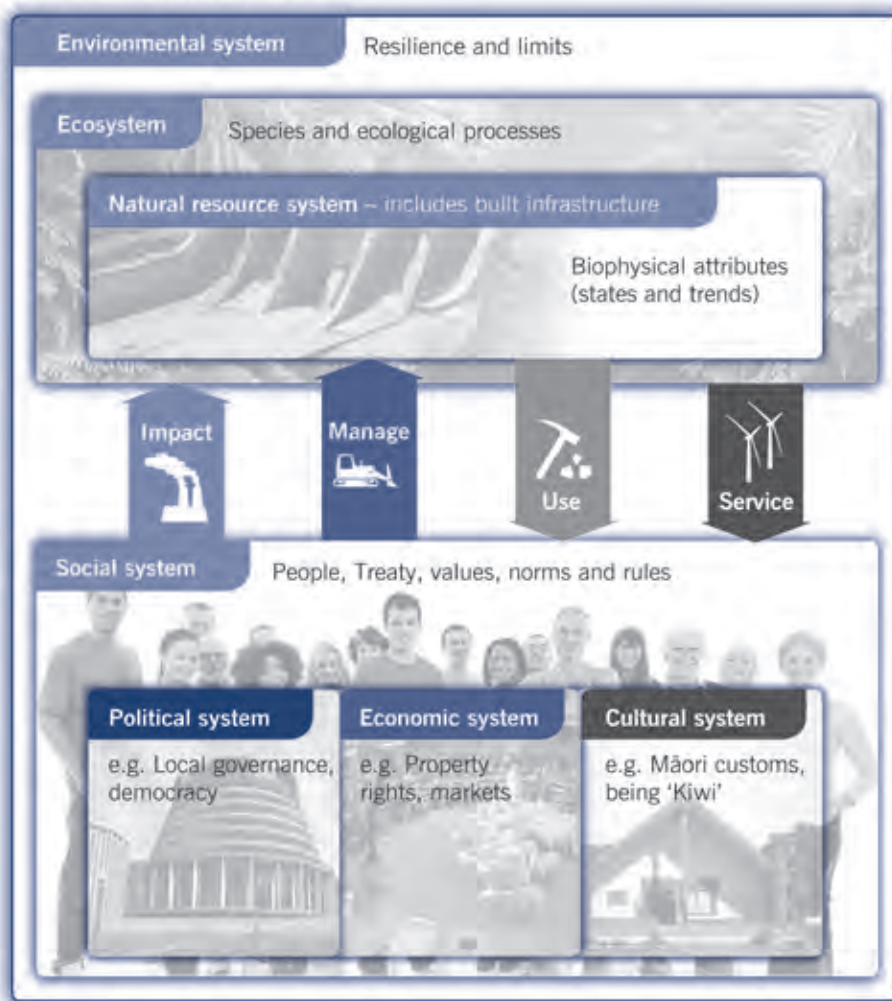 Environmental system
Resilience and limits
Ecosystem
Species and ecological processes
Natural resource system – includes built infrastructure
Biophysical attributes
(states and trends)
Impact
Manage
Use
Service
Social system
People, Treaty, values, norms and rules
Political system
e.g. Local governance,
democracy
Economic system
e.g. Property
rights, markets
Cultural system
e.g. Māori customs,
being ‘Kiwi’